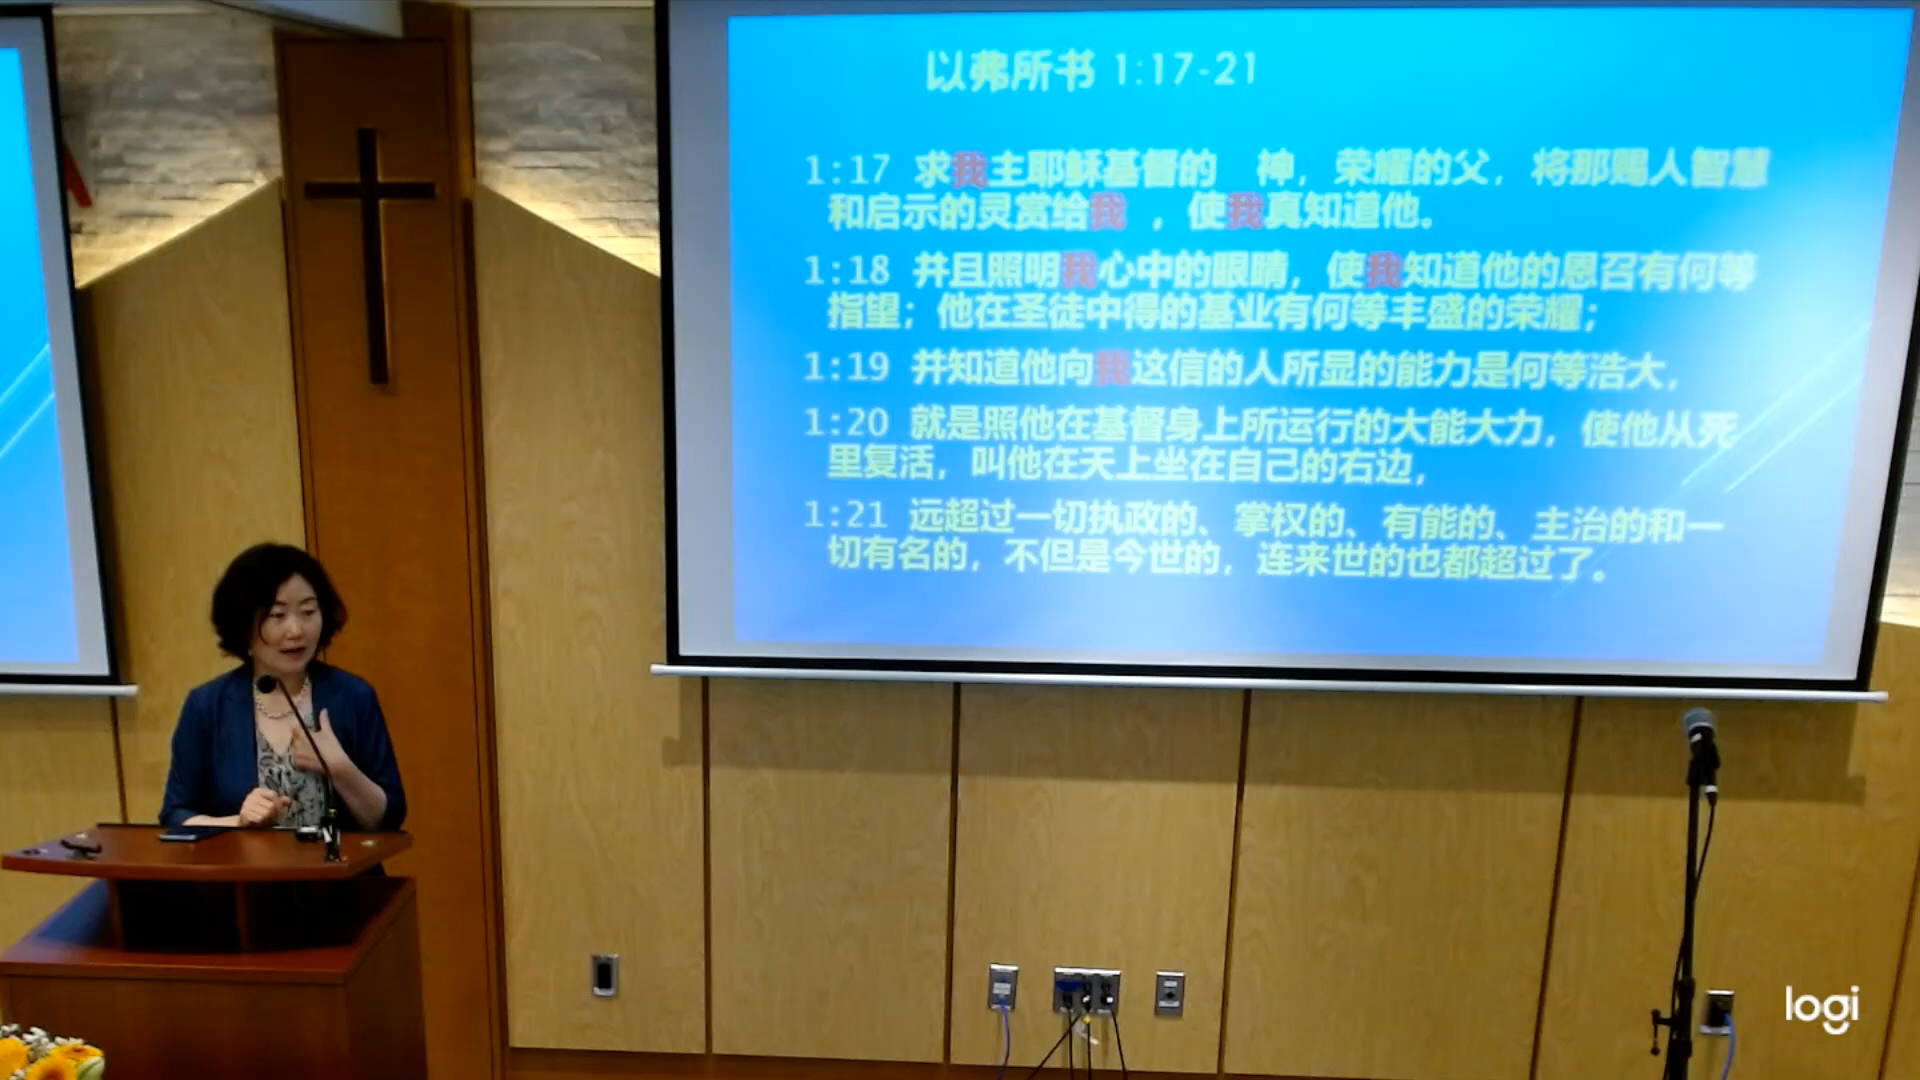 以弗所书 1:17-21
1:17 求我主耶稣基督的 神，荣耀的父，将那赐人智慧
和启示的灵赏给我 ，使我真知道他。
1:18 并且照明我心中的眼睛，使我知道他的恩召有何等
指望；他在圣徒中得的基业有何等丰盛的荣耀；
1:19 并知道他向我这信的人所显的能力是何等浩大，
1:20 就是照他在基督身上所运行的大能大力，使他从死
里复活，叫他在天上坐在自己的右边，
1:21 远超过一切执政的、掌权的、有能的、主治的和一
切有名的，不但是今世的，连来世的也都超过了。
logi